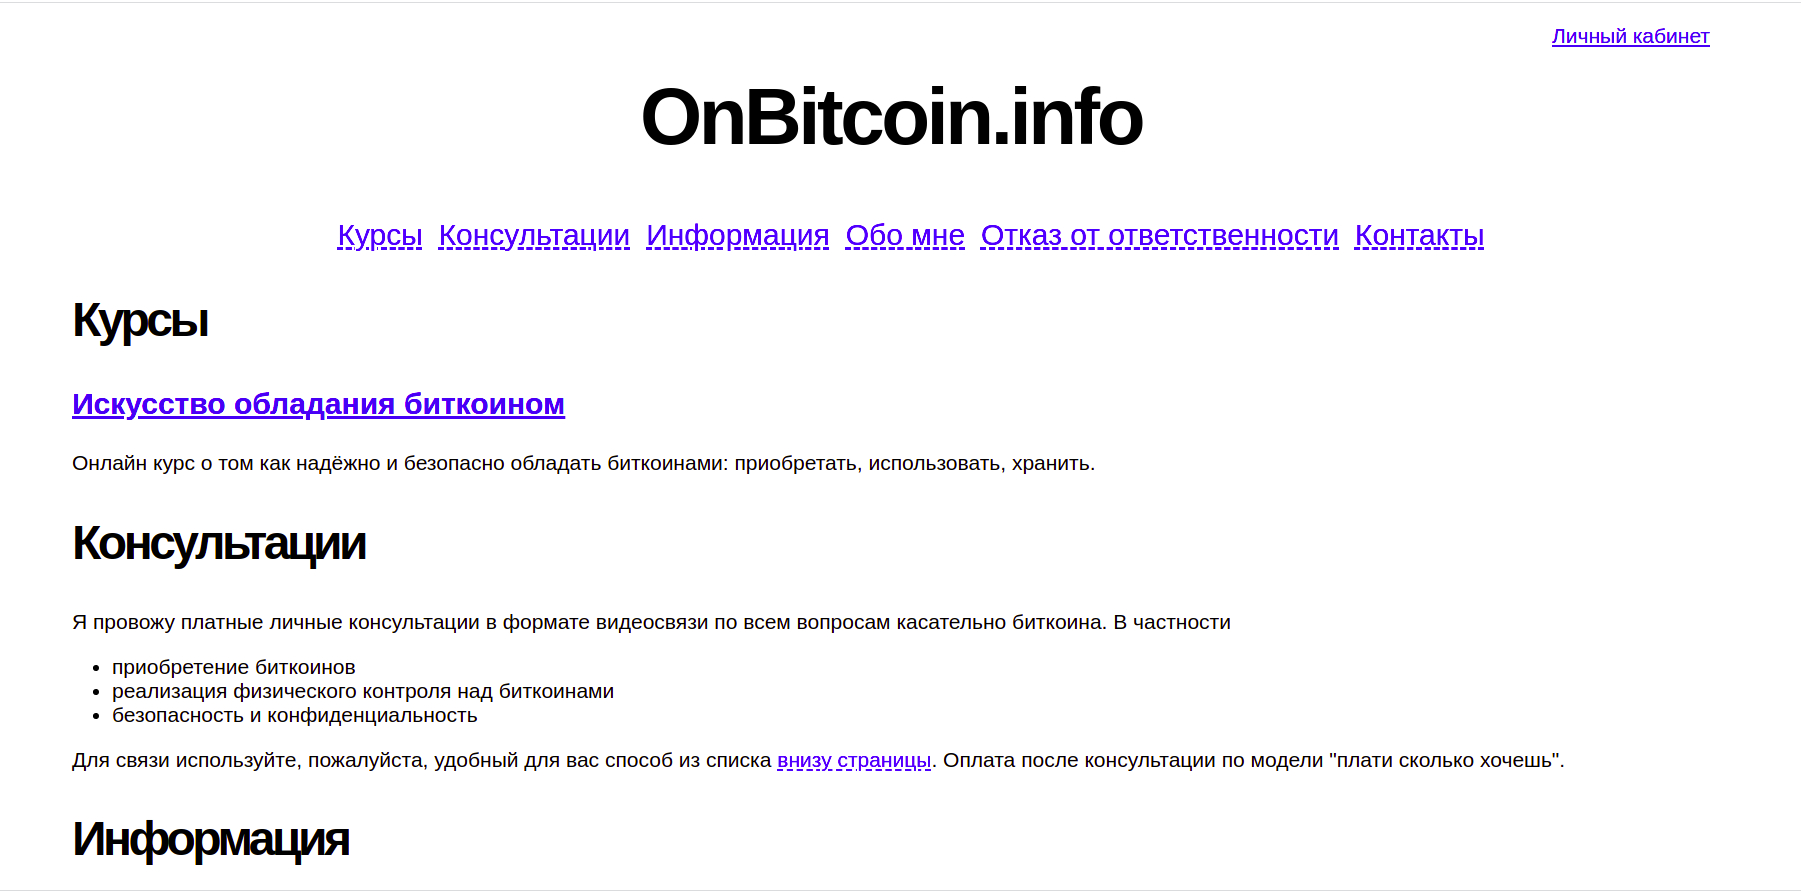 Личный кабинет
OnBitcoin.info
Курсы Консультации Информация Обо мне Отказ от ответственности Контакты
Курсы
Искусство обладания биткоином
Онлайн курс о том как надёжно и безопасно обладать биткоинами: приобретать, использовать, хранить.
Консультации
Я провожу платные личные консультации в формате видеосвязи по всем вопросам касательно биткоина. В частности
• приобретение биткоинов
• реализация физического контроля над биткоинами
• безопасность и конфиденциальность
Для связи используйте, пожалуйста, удобный для вас способ из списка внизу страницы. Оплата после консультации по модели "плати сколько хочешь".
Информация